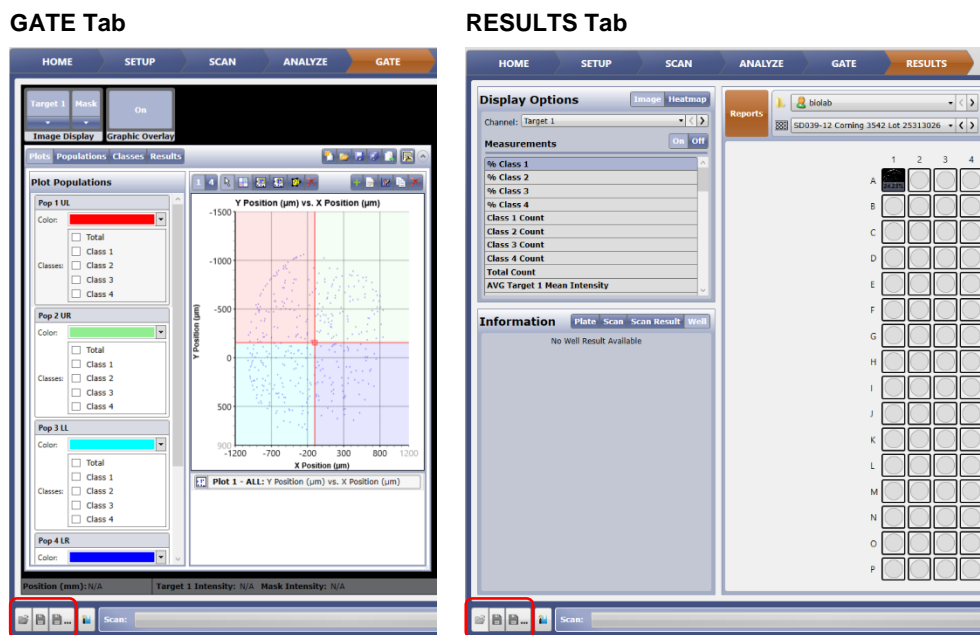 GATE Tab
HOME SETUP SCAN ANALYZE GATE
Target 1 Mask On
Image Display Graphic Overlay
Plots Populations Classes Results
Plot Populations
1 4
Pop 1 UL
Color:
Total
Class 1
Classes: Class 2
Class 3
Class 4
Pop 2 UR
Color:
Total
Class 1
Classes: Class 2
Class 3
Class 4
Pop 3 LL
Color:
Total
Class 1
Classes: Class 2
Class 3
Class 4
Pop 4 LR
Color:
Y Position (µm) vs. X Position (µm)
Y Position (µm)
-1500
-1000
-500
0
500
900
-1200 -700 -200 300 800 1200
X Position (µm)
Plot 1 - ALL: Y Position (µm) vs. X Position (µm)
Position (mm): N/A Target 1 Intensity: N/A Mask Intensity: N/A
Scan:
RESULTS Tab
HOME SETUP SCAN ANALYZE GATE RESULTS
Display Options Image Heatmap
Channel: Target 1
Measurements On Off
% Class 1
% Class 2
% Class 3
% Class 4
Class 1 Count
Class 2 Count
Class 3 Count
Class 4 Count
Total Count
AVG Target 1 Mean Intensity
Information Plate Scan Scan Result Well
No Well Result Available
Reports
biolab
SD039-12 Corning 3542 Lot 25313026
1 2 3 4
A
B
C
D
E
F
G
H
I
J
K
L
M
N
O
P
Scan: